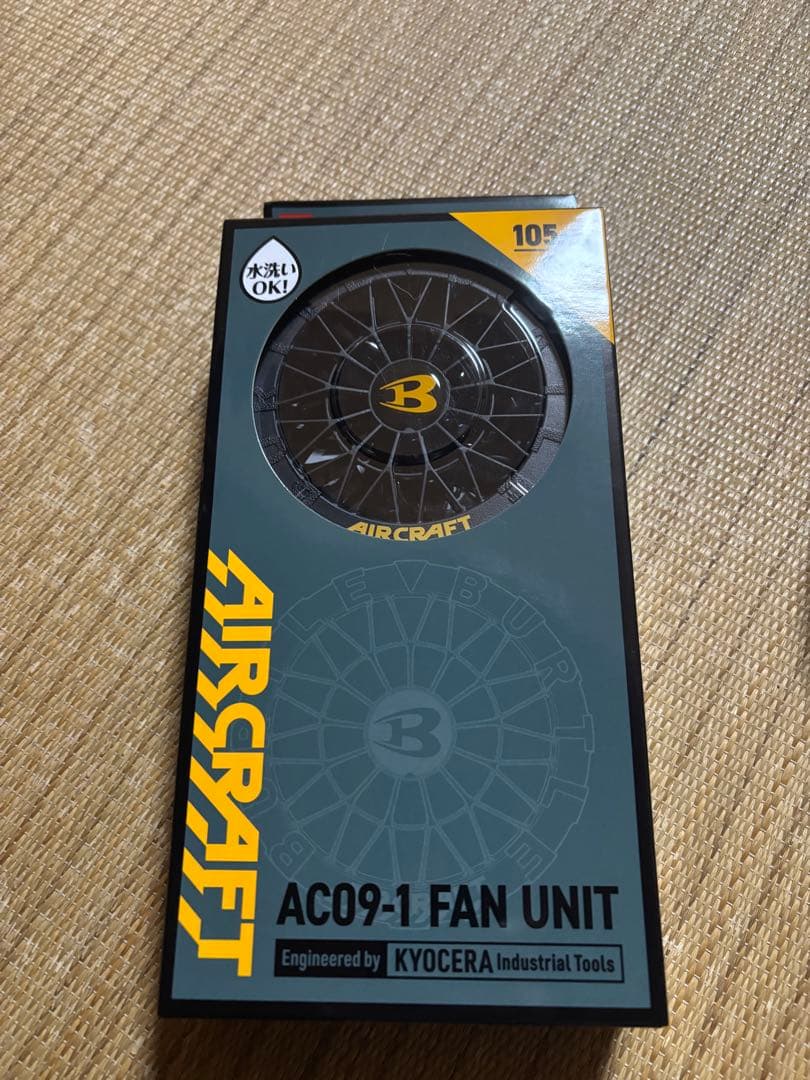 105
水洗い
OK!
B
AIRCRAFT
BURTLE
B
AIRCRAFT
AC09-1 FAN UNIT
Engineered by KYOCERA Industrial Tools